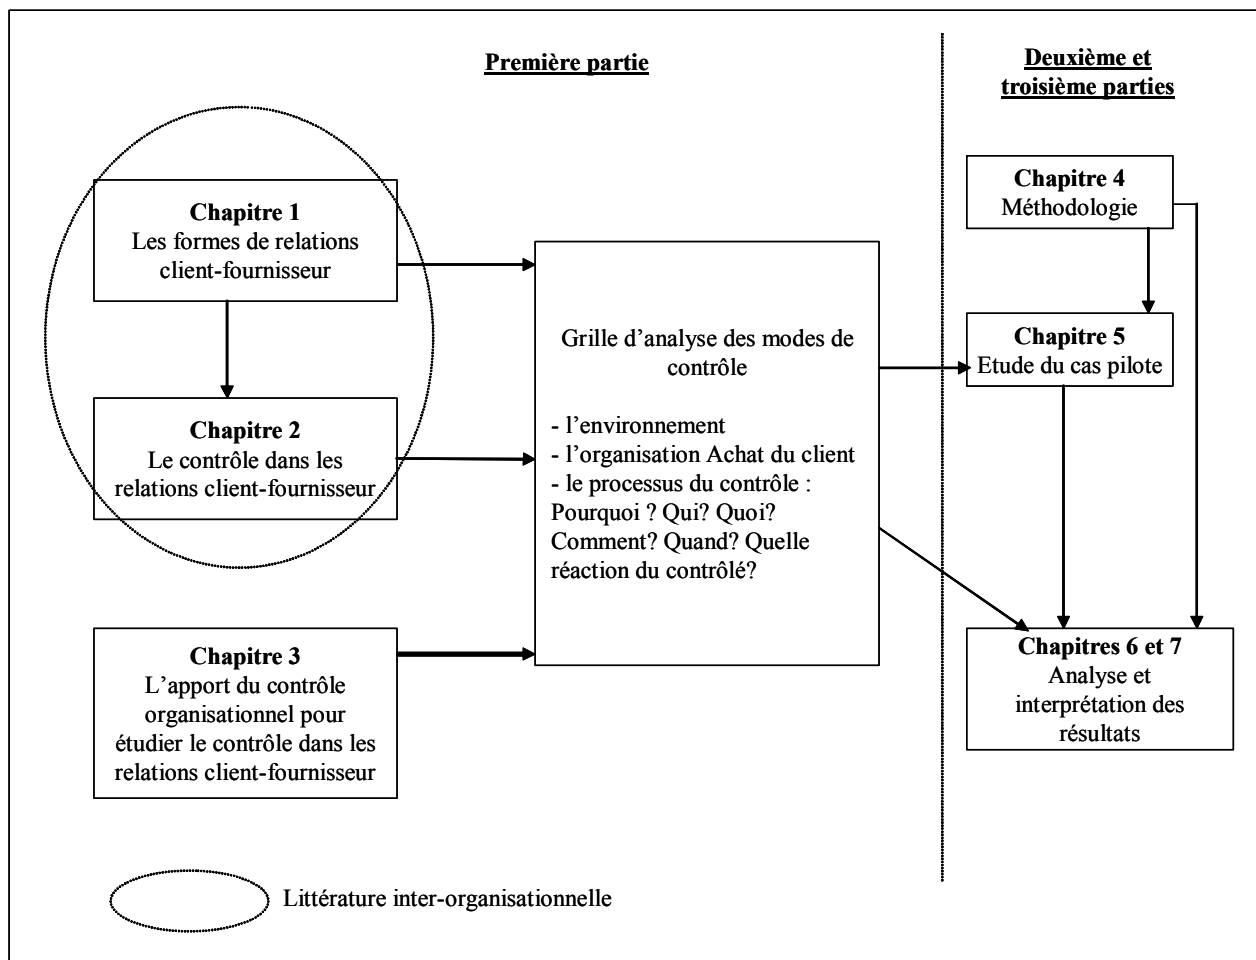 Première partie
Chapitre 1
Les formes de relations
client-fournisseur
Chapitre 2
Le contrôle dans les
relations client-fournisseur
Chapitre 3
L’apport du contrôle
organisationnel pour
étudier le contrôle dans les
relations client-fournisseur
Grille d’analyse des modes de
contrôle
- l’environnement
- l’organisation Achat du client
- le processus du contrôle :
Pourquoi ? Qui? Quoi?
Comment? Quand? Quelle
réaction du contrôlé?
Deuxième et
troisième parties
Chapitre 4
Méthodologie
Chapitre 5
Etude du cas pilote
Chapitres 6 et 7
Analyse et
interprétation des
résultats
Littérature inter-organisationnelle